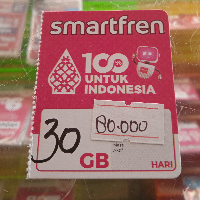 smartfren
100%
UNTUK
INDONESIA
30
80.000
GB
HARI